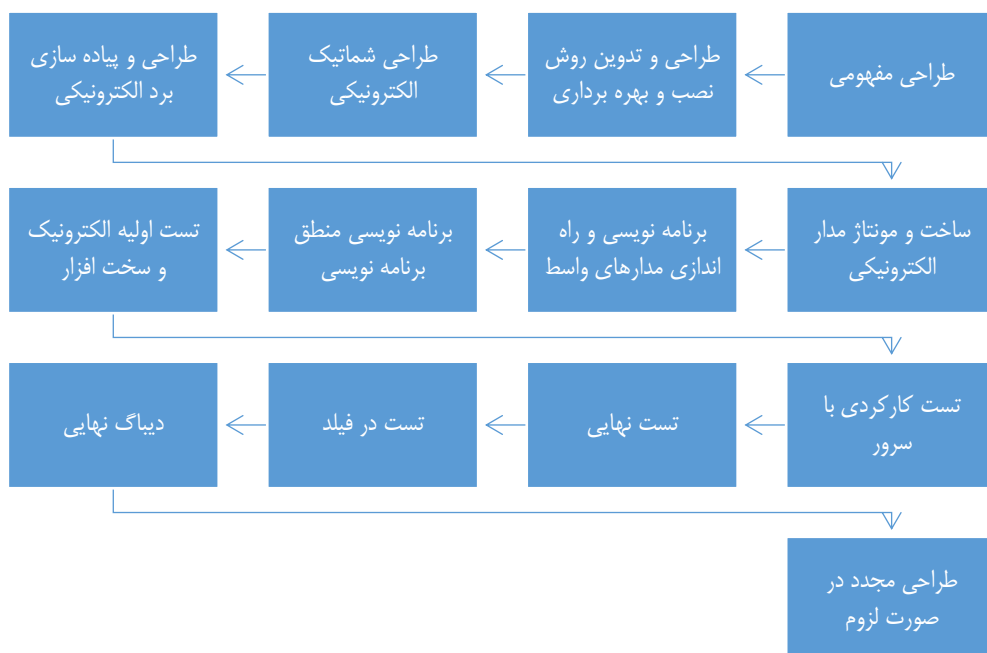 طراحی مفهومی
طراحی و تدوین روش
نصب و بهره برداری
طراحی شماتیک
الکترونیکی
طراحی و پیاده سازی
برد الکترونیکی
ساخت و مونتاژ مدار
الکترونیکی
برنامه نویسی و راه
اندازی مدارهای واسط
برنامه نویسی منطق
برنامه نویسی
تست اولیه الکترونیک
و سخت افزار
تست کارکردی با
سرور
تست نهایی
تست در فیلد
دیباگ نهایی
طراحی مجدد در
صورت لزوم